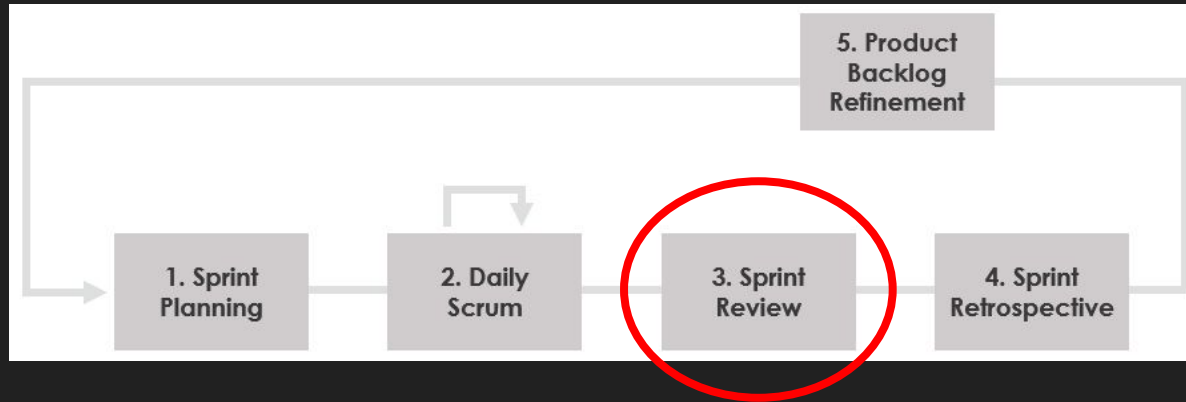 5. Product
Backlog
Refinement
1. Sprint
Planning
2. Daily
Scrum
3. Sprint
Review
4. Sprint
Retrospective